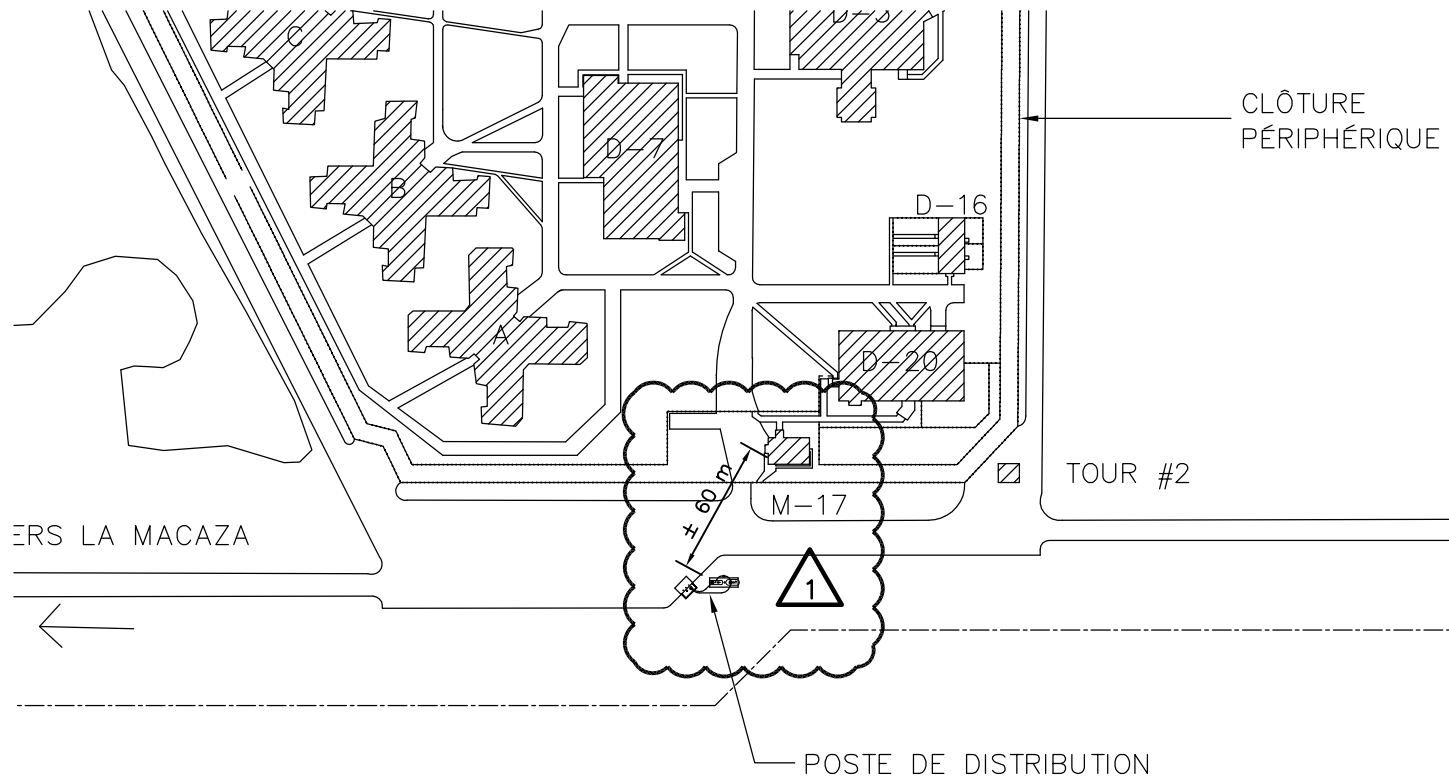 C
CLÔTURE
PÉRIPHÉRIQUE
D-7
B
D-16
A
D-20
TOUR #2
± 60 m
M-17
ERS LA MACAZA
1
POSTE DE DISTRIBUTION